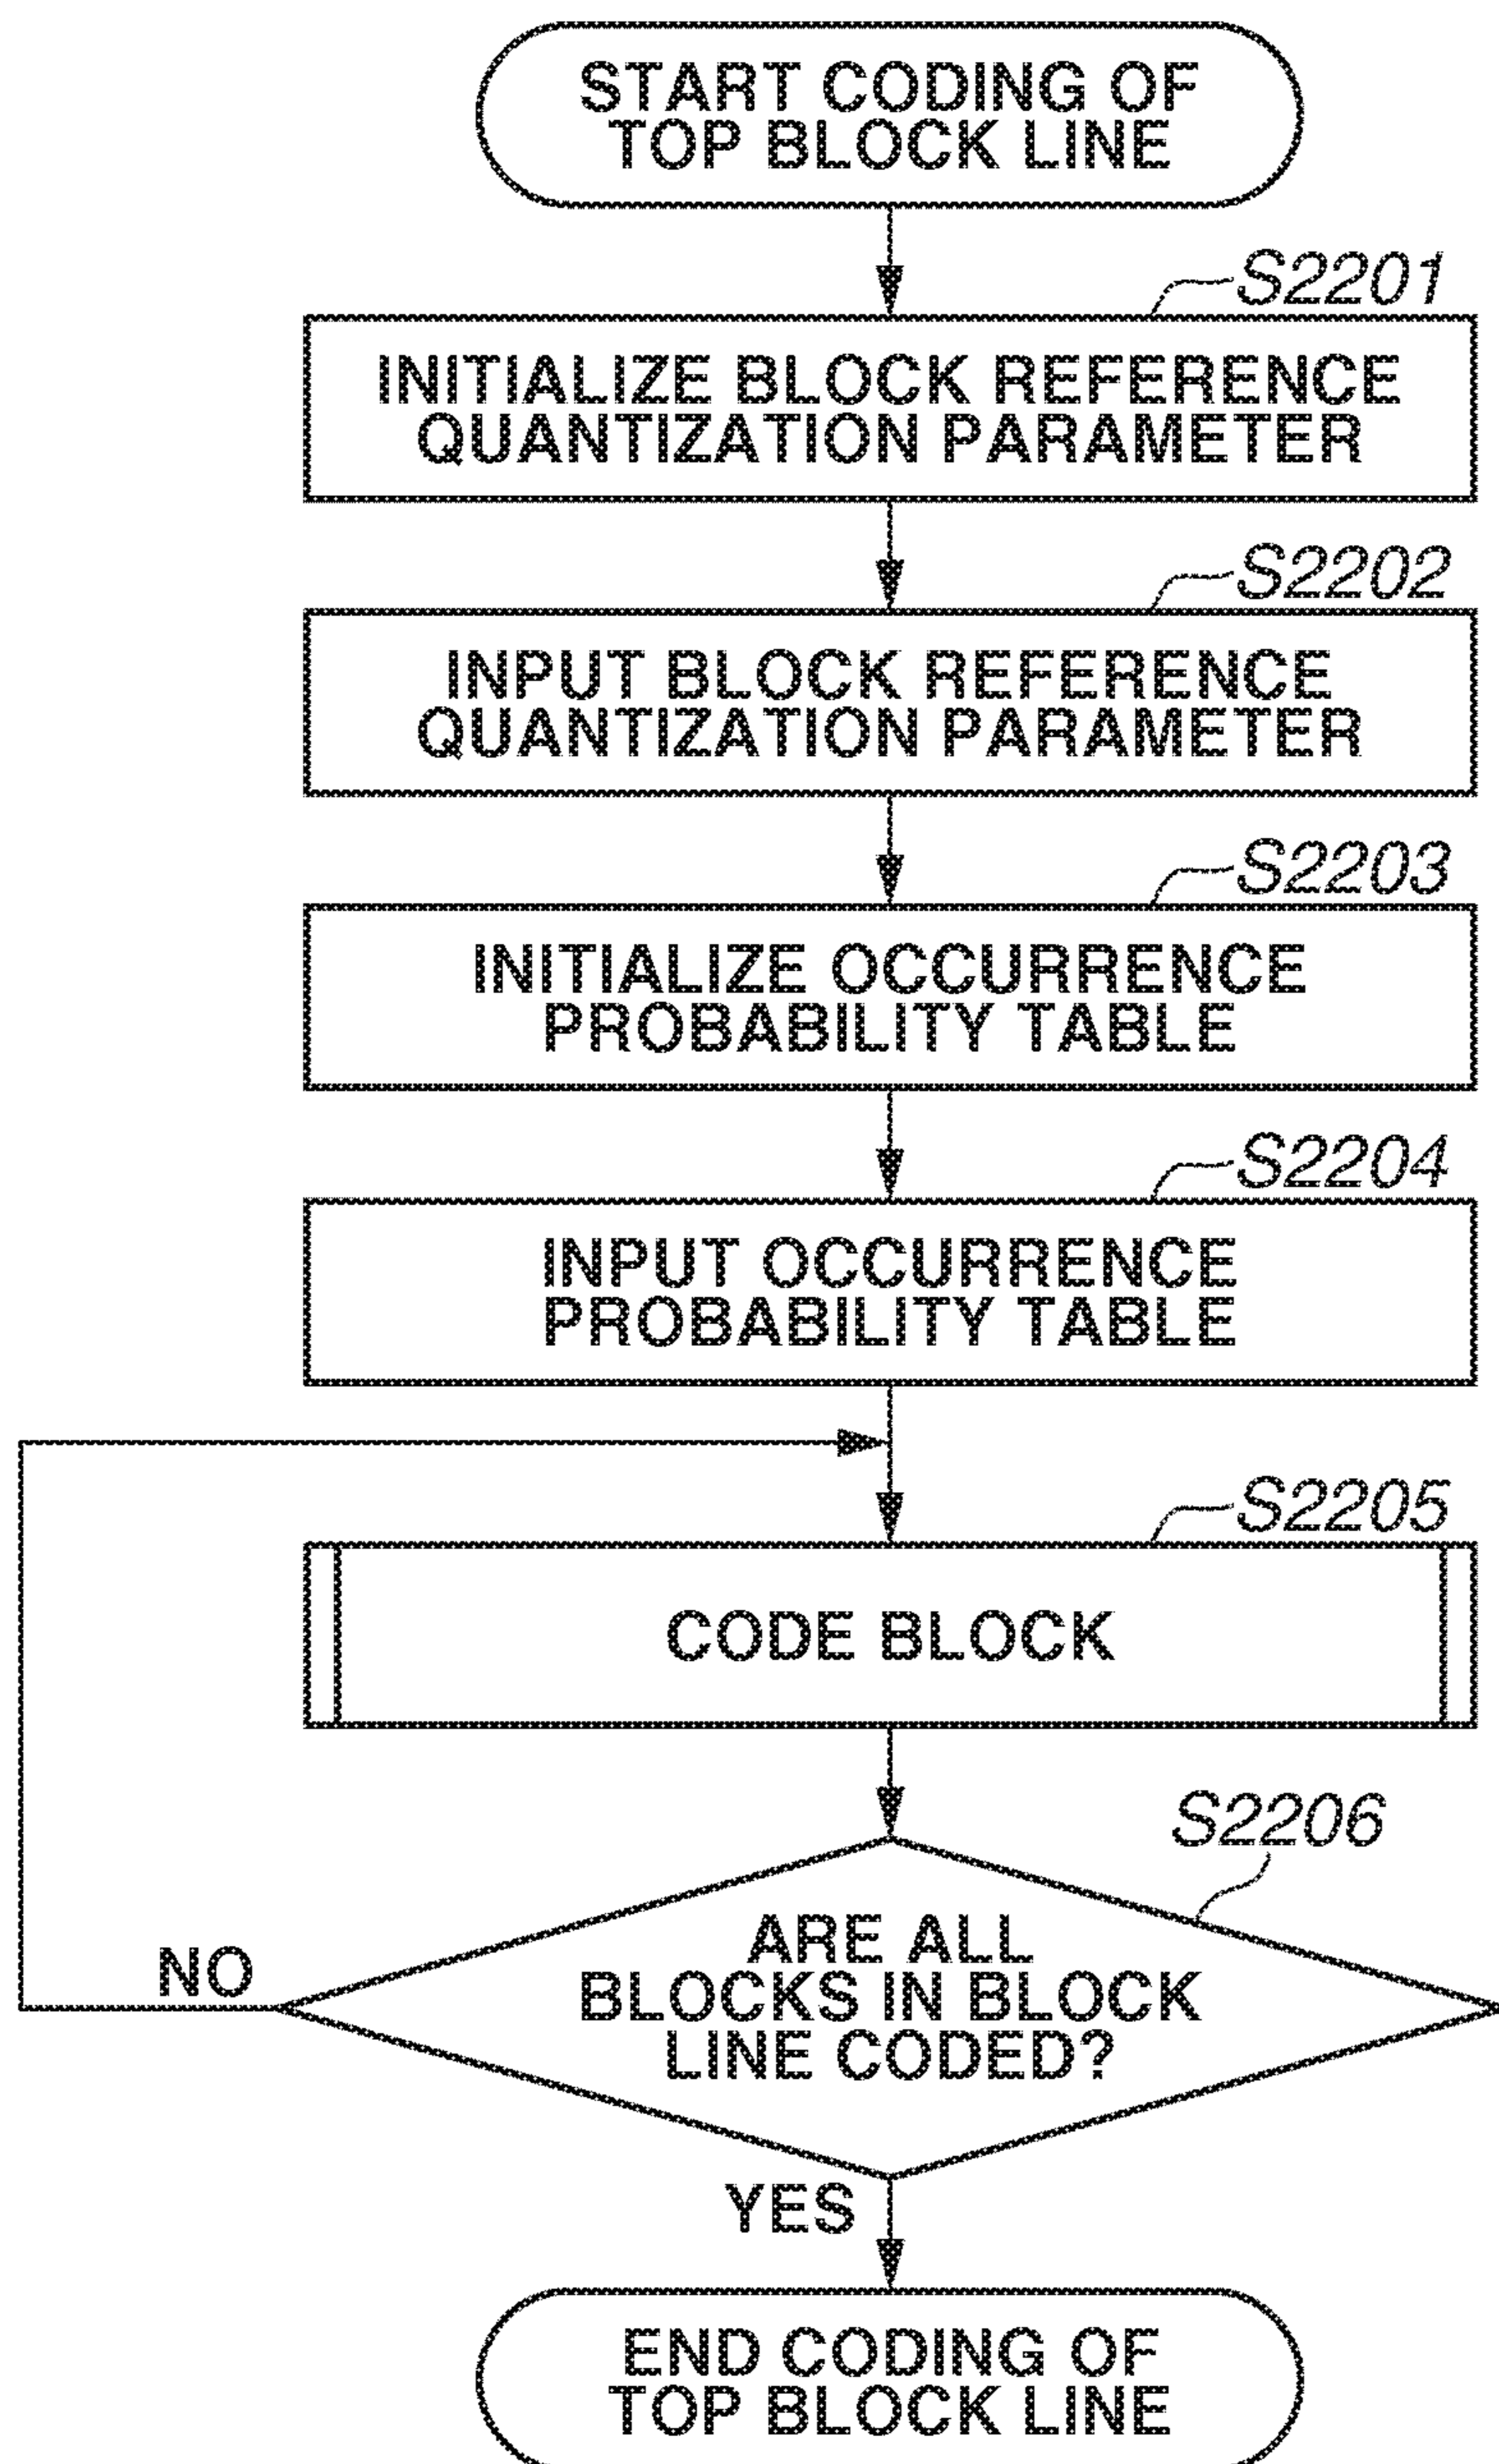 START CODING OF
TOP BLOCK LINE
S2201
INITIALIZE BLOCK REFERENCE
QUANTIZATION PARAMETER
S2202
INPUT BLOCK REFERENCE
QUANTIZATION PARAMETER
S2203
INITIALIZE OCCURRENCE
PROBABILITY TABLE
S2204
INPUT OCCURRENCE
PROBABILITY TABLE
S2205
CODE BLOCK
S2206
ARE ALL
BLOCKS IN BLOCK
LINE CODED?
NO
YES
END CODING OF
TOP BLOCK LINE